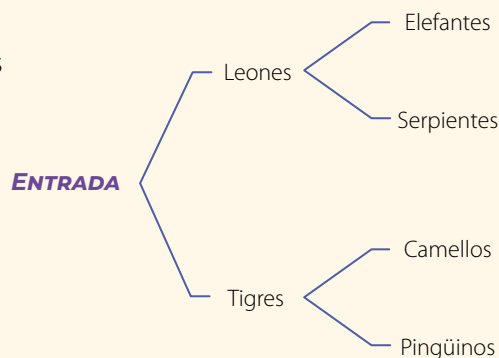 Elefantes
Leones
Serpientes
ENTRADA
Camellos
Tigres
Pingüinos